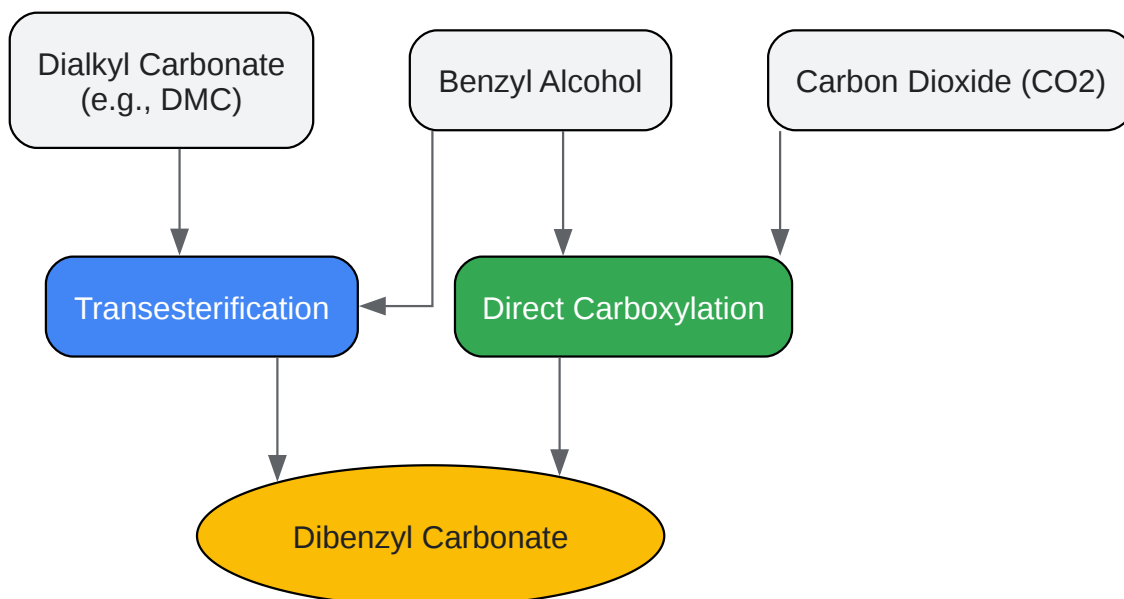 Dialkyl Carbonate
(e.g., DMC)
Benzyl Alcohol
Carbon Dioxide (CO2)
Transesterification
Direct Carboxylation
Dibenzyl Carbonate